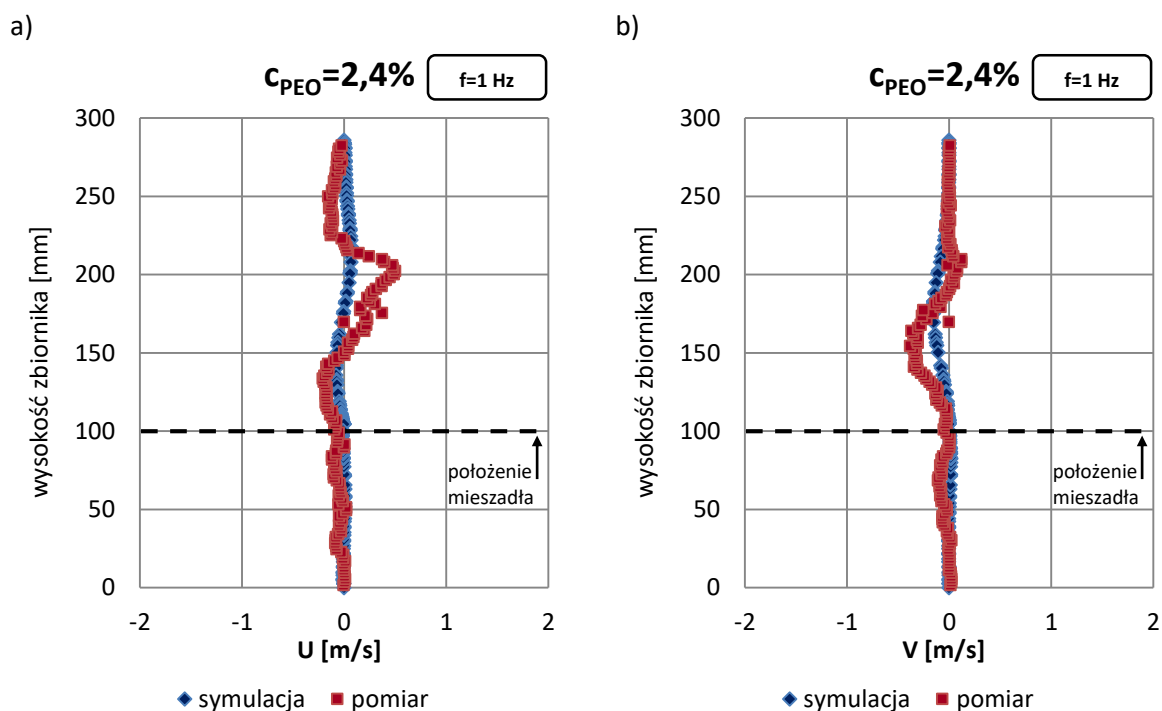 a)
c_PEO=2,4% f=1 Hz
300
250
200
150
100
50
0
wysokość zbiornika [mm]
położenie
mieszadła
-2 -1 0 1 2
U [m/s]
symulacja pomiar
b)
c_PEO=2,4% f=1 Hz
300
250
200
150
100
50
0
wysokość zbiornika [mm]
położenie
mieszadła
-2 -1 0 1 2
V [m/s]
symulacja pomiar